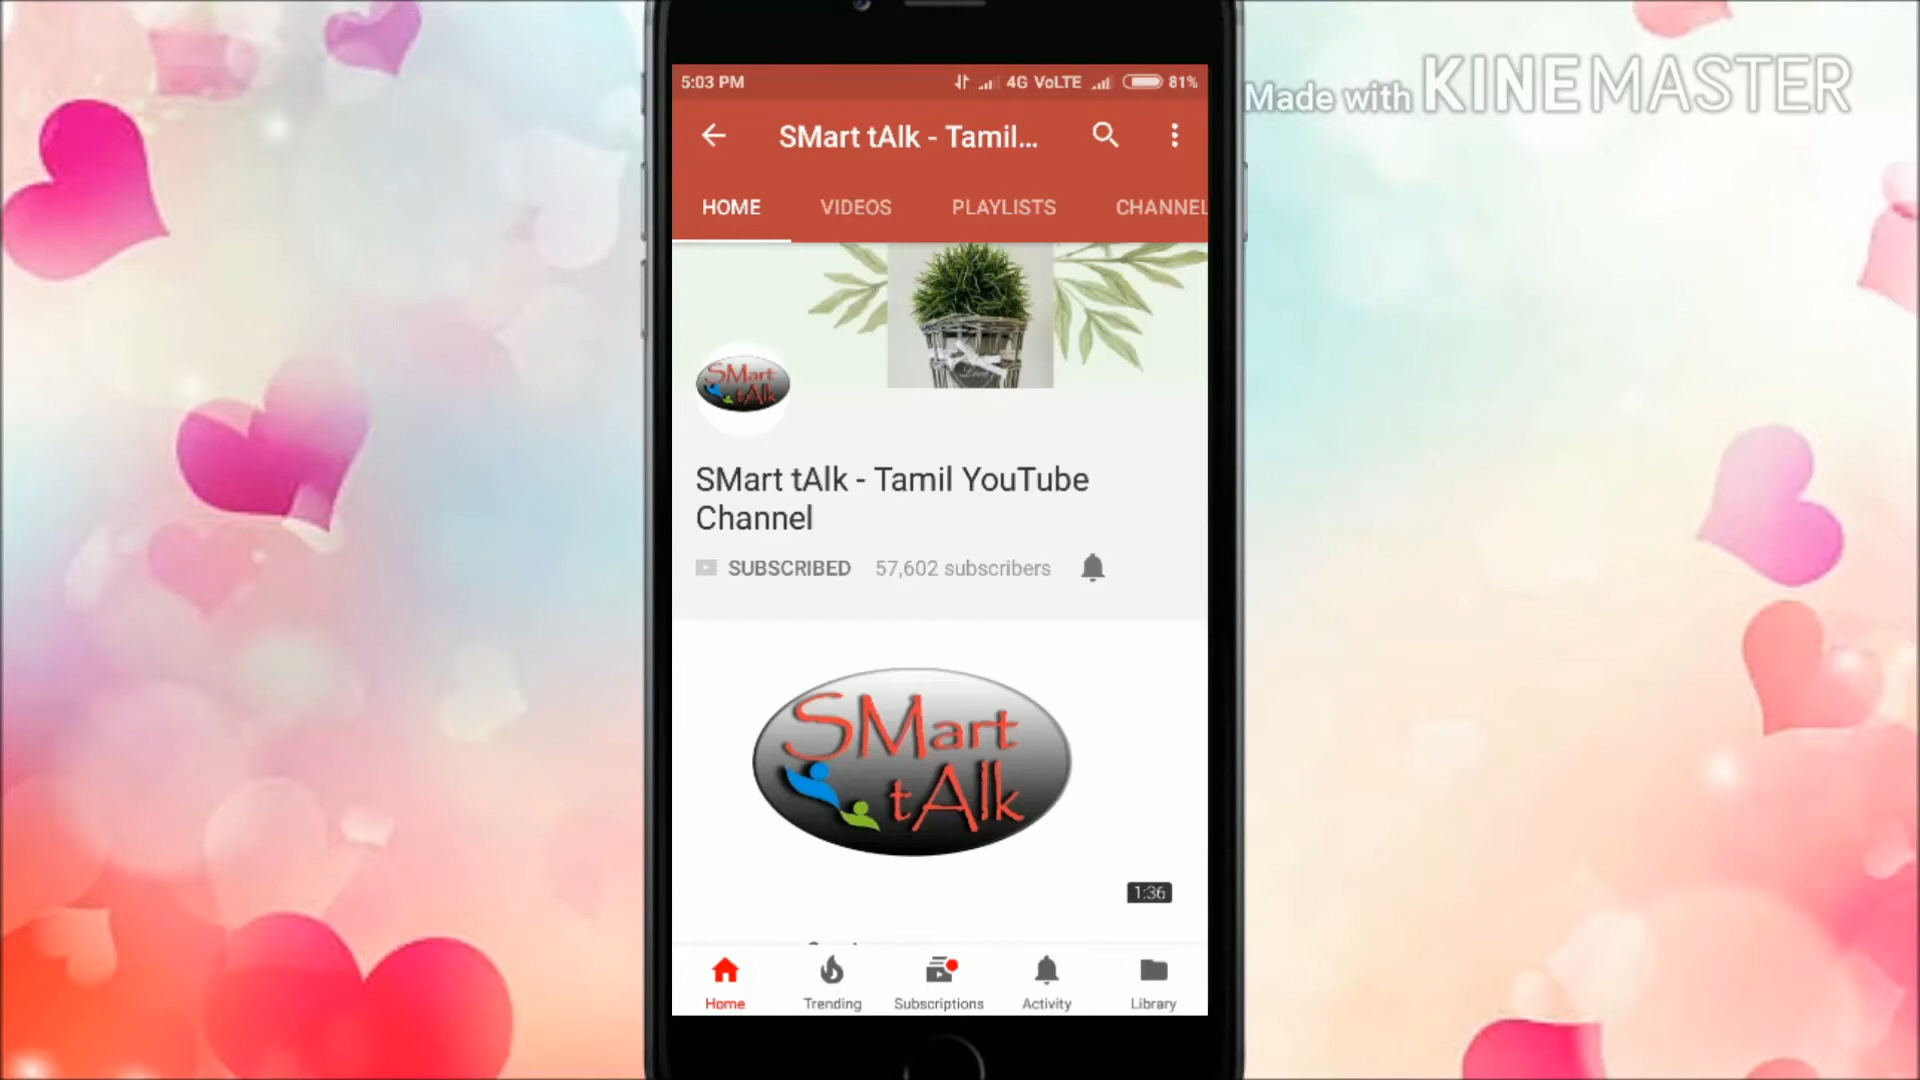 Made with KINEMASTER
5:03 PM 4G VoLTE 81%
SMart tAlk - Tamil...
HOME VIDEOS PLAYLISTS CHANNEL
SMart
tAlk
SMart tAlk - Tamil YouTube
Channel
SUBSCRIBED 57,602 subscribers
SMart
tAlk
1:36
Home Trending Subscriptions Activity Library